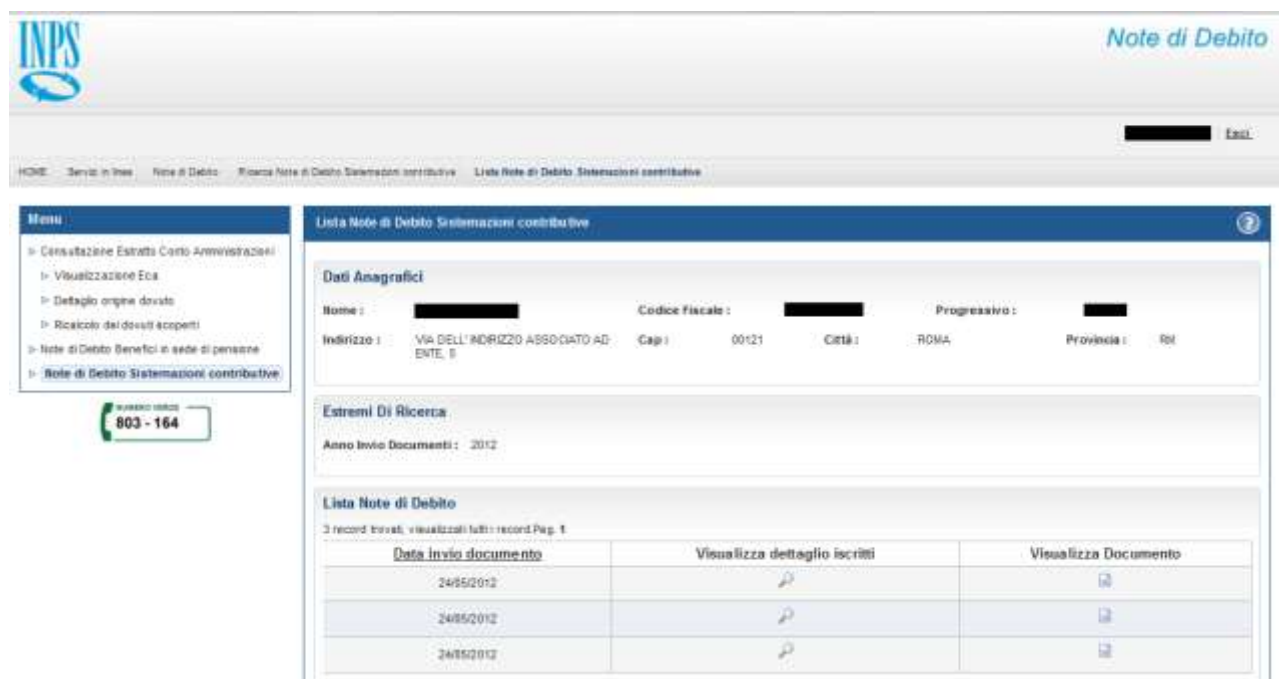 INPS
Note di Debito
Esci
HOME Servizi in linea Note di Debito Ricerca Note di Debito Sistemazioni contributive Lista Note di Debito Sistemazioni contributive
Menu
Consultazione Estratto Conto Amministrazioni
Visualizzazione Eca
Dettaglio origine dovuto
Ricalcolo dei dovuti scoperti
Note di Debito Benefici in sede di pensione
Note di Debito Sistemazioni contributive
NUMERO VERDE
803 - 164
Lista Note di Debito Sistemazioni contributive
Dati Anagrafici
Nome : Codice Fiscale : Progressivo :
Indirizzo : VIA DELL' INDIRIZZO ASSOCIATO AD Cap : 00121 Città : ROMA Provincia : RM
ENTE,
Estremi Di Ricerca
Anno Invio Documenti : 2012
Lista Note di Debito
3 record trovati, visualizzati tutti i record.Pag. 1
Data invio documento Visualizza dettaglio iscritti Visualizza Documento
24/05/2012
24/05/2012
24/05/2012